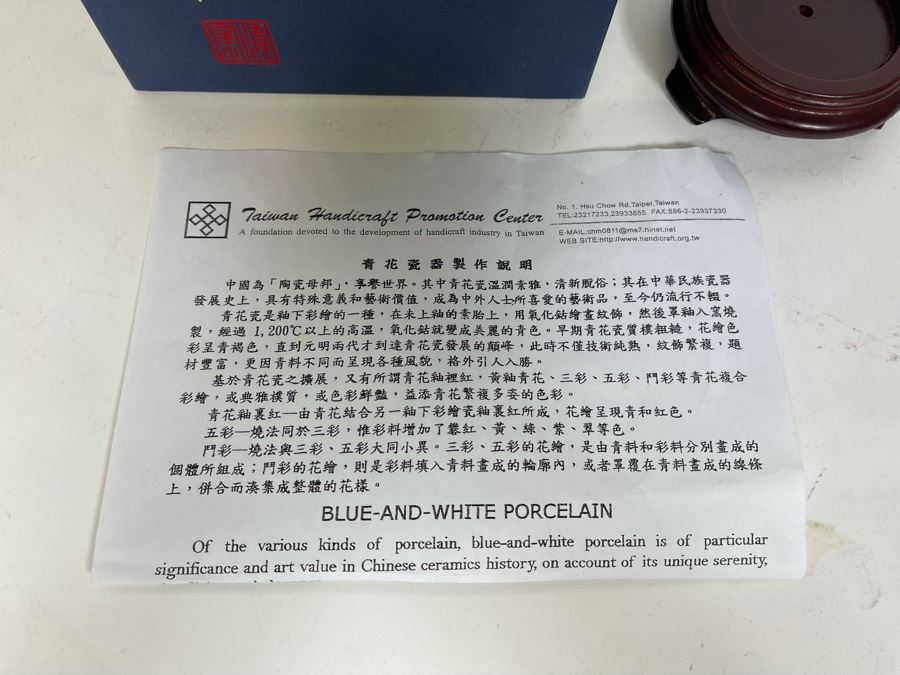 Taiwan Handicraft Promotion Center
A foundation devoted to the development of handicraft industry in Taiwan
No. 1. Hsu Chow Rd,Taipei,Taiwan
TEL:23217233,23933655 FAX:886-2-23937330
E-MAIL:chm0811@ms7.hinet.net
WEB SITE:http://www.handicraft.org.tw
青花瓷器製作說明
中國為「陶瓷母邦」，享譽世界。其中青花瓷溫潤素雅，清新脫俗；其在中華民族瓷器
發展史上，具有特殊意義和藝術價值，成為中外人士所喜愛的藝術品，至今仍流行不輟。
青花瓷是釉下彩繪的一種，在未上釉的素胎上，用氧化鈷繪畫紋飾，然後罩釉入窯燒
製，經過 1,200℃以上的高溫，氧化鈷就變成美麗的青色。早期青花瓷質樸粗糙，花繪色
彩呈青褐色，直到元明兩代才到達青花瓷發展的顛峰，此時不僅技術純熟，紋飾繁複，題
材豐富，更因青料不同而呈現各種風貌，格外引人入勝。
基於青花瓷之擴展，又有所謂青花釉裡紅，黃釉青花、三彩、五彩、鬥彩等青花複合
彩繪，或典雅樸質，或色彩鮮豔，益添青花繁複多姿的色彩。
青花釉裏紅—由青花結合另一釉下彩繪瓷釉裏紅所成，花繪呈現青和紅色。
五彩—燒法同於三彩，惟彩料增加了礬紅、黃、綠、紫、翠等色。
鬥彩—燒法與三彩、五彩大同小異。三彩、五彩的花繪，是由青料和彩料分別畫成的
個體所組成；鬥彩的花繪，則是彩料填入青料畫成的輪廓內，或者罩覆在青料畫成的線條
上，併合而湊集成整體的花樣。
BLUE-AND-WHITE PORCELAIN
Of the various kinds of porcelain, blue-and-white porcelain is of particular
significance and art value in Chinese ceramics history, on account of its unique serenity,